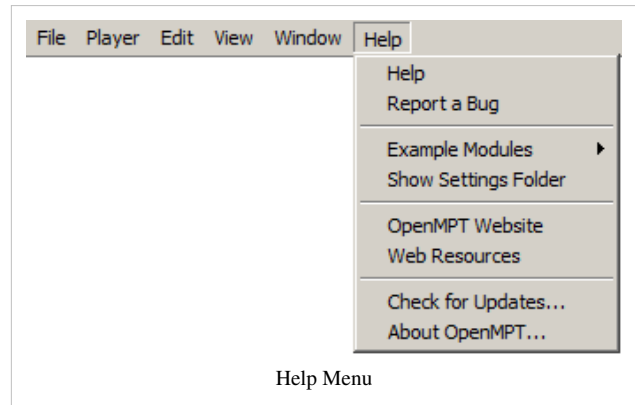 File Player Edit View Window Help
Help
Report a Bug
Example Modules
Show Settings Folder
OpenMPT Website
Web Resources
Check for Updates...
About OpenMPT...
Help Menu